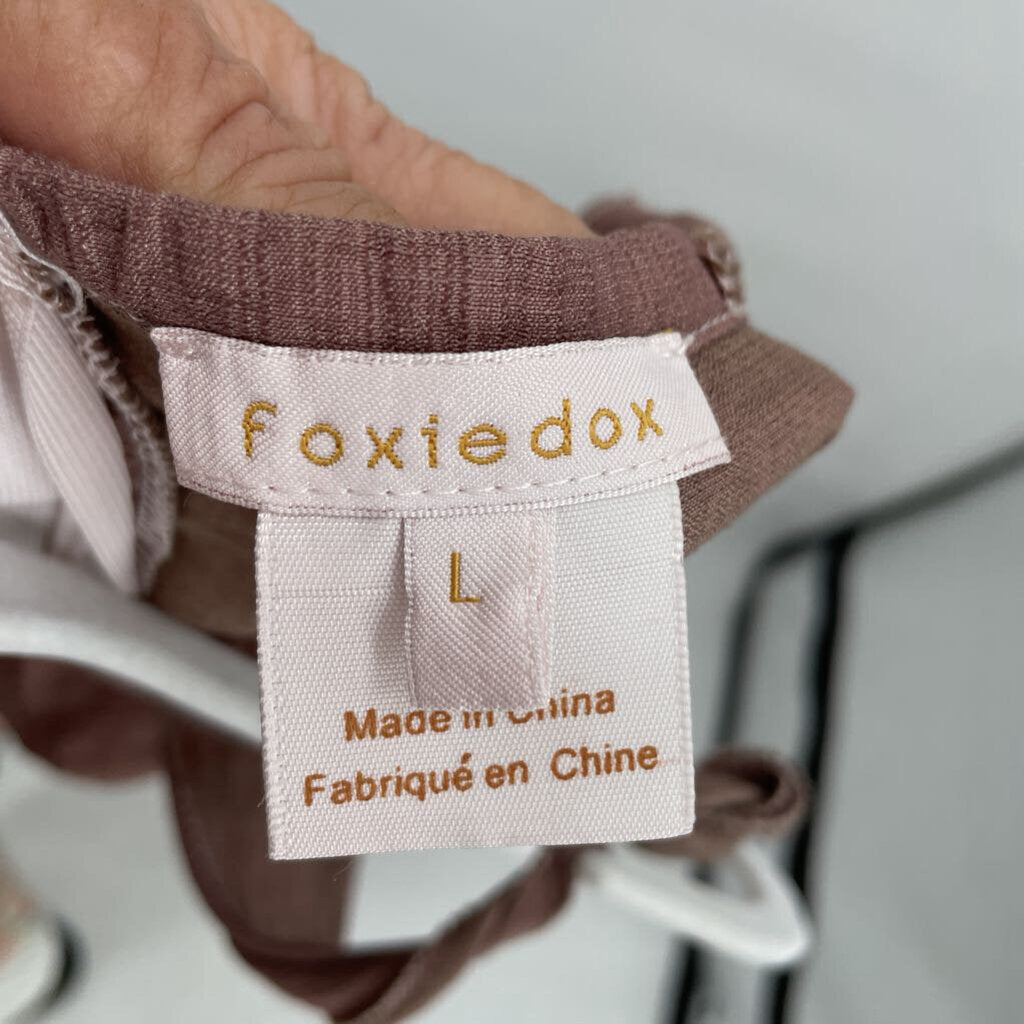 foxiedox
L
Made in China
Fabriqué en Chine